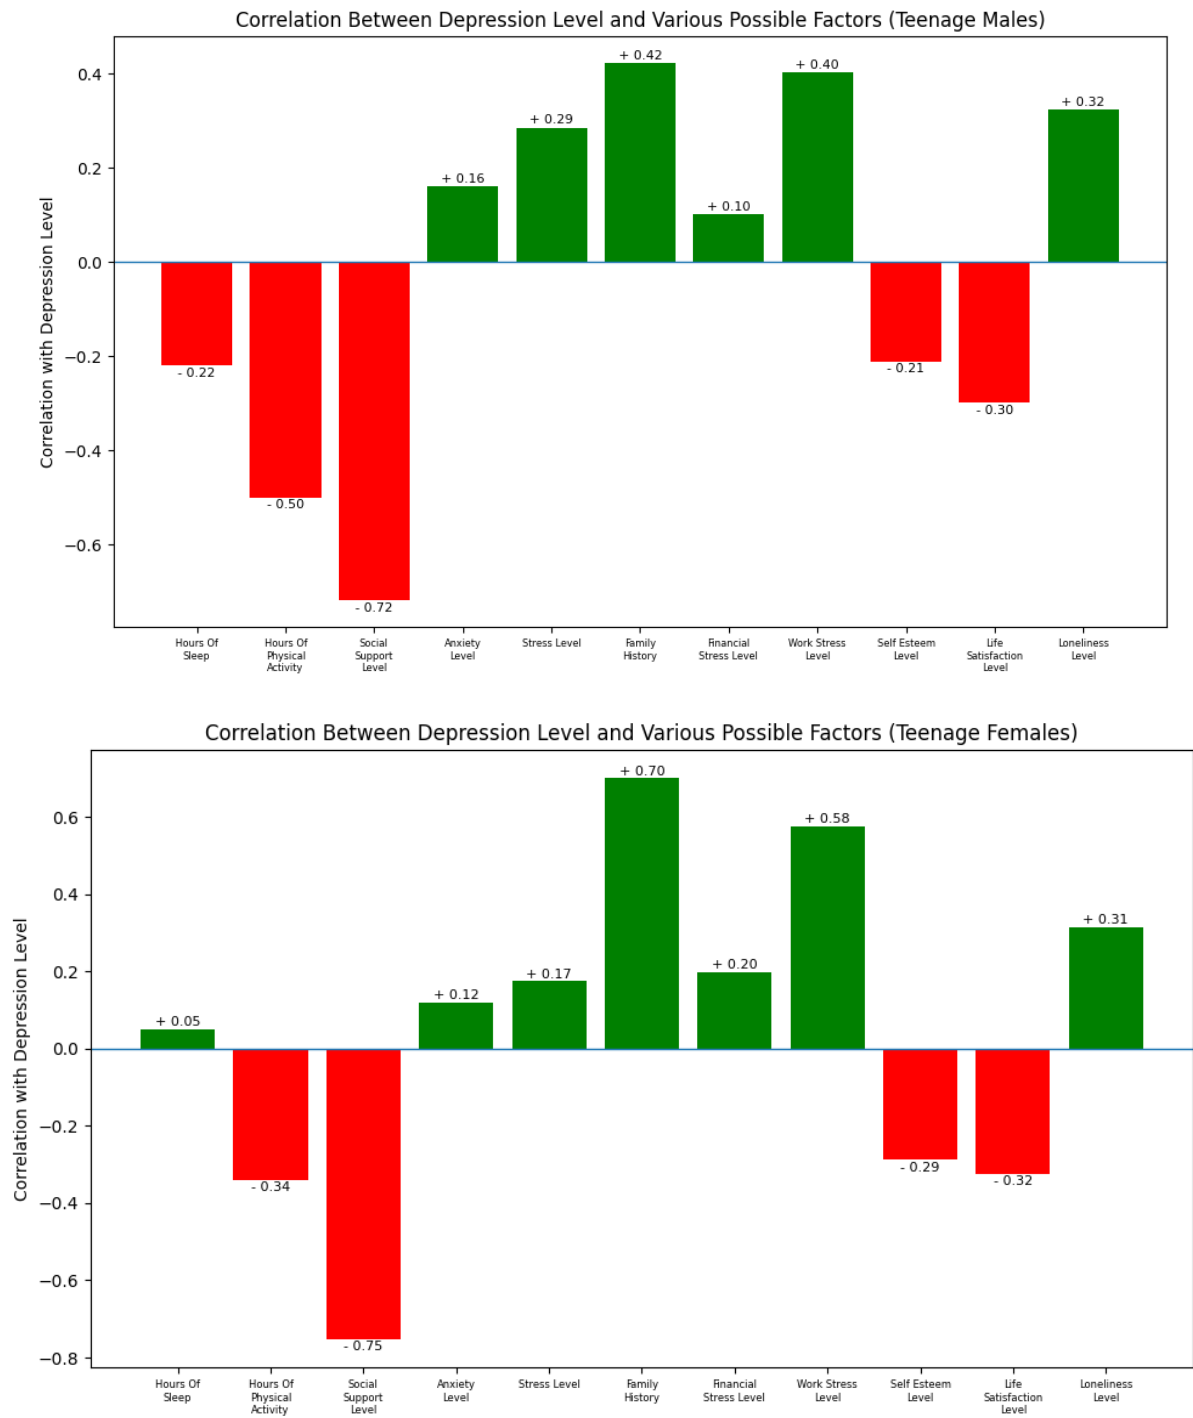 Correlation Between Depression Level and Various Possible Factors (Teenage Males)
Correlation with Depression Level
0.4
0.2
0.0
−0.2
−0.4
−0.6
- 0.22
- 0.50
- 0.72
+ 0.16
+ 0.29
+ 0.42
+ 0.10
+ 0.40
- 0.21
- 0.30
+ 0.32
Hours Of
Sleep
Hours Of
Physical
Activity
Social
Support
Level
Anxiety
Level
Stress Level
Family
History
Financial
Stress Level
Work Stress
Level
Self Esteem
Level
Life
Satisfaction
Level
Loneliness
Level
Correlation Between Depression Level and Various Possible Factors (Teenage Females)
Correlation with Depression Level
0.6
0.4
0.2
0.0
−0.2
−0.4
−0.6
−0.8
+ 0.05
- 0.34
- 0.75
+ 0.12
+ 0.17
+ 0.70
+ 0.20
+ 0.58
- 0.29
- 0.32
+ 0.31
Hours Of
Sleep
Hours Of
Physical
Activity
Social
Support
Level
Anxiety
Level
Stress Level
Family
History
Financial
Stress Level
Work Stress
Level
Self Esteem
Level
Life
Satisfaction
Level
Loneliness
Level